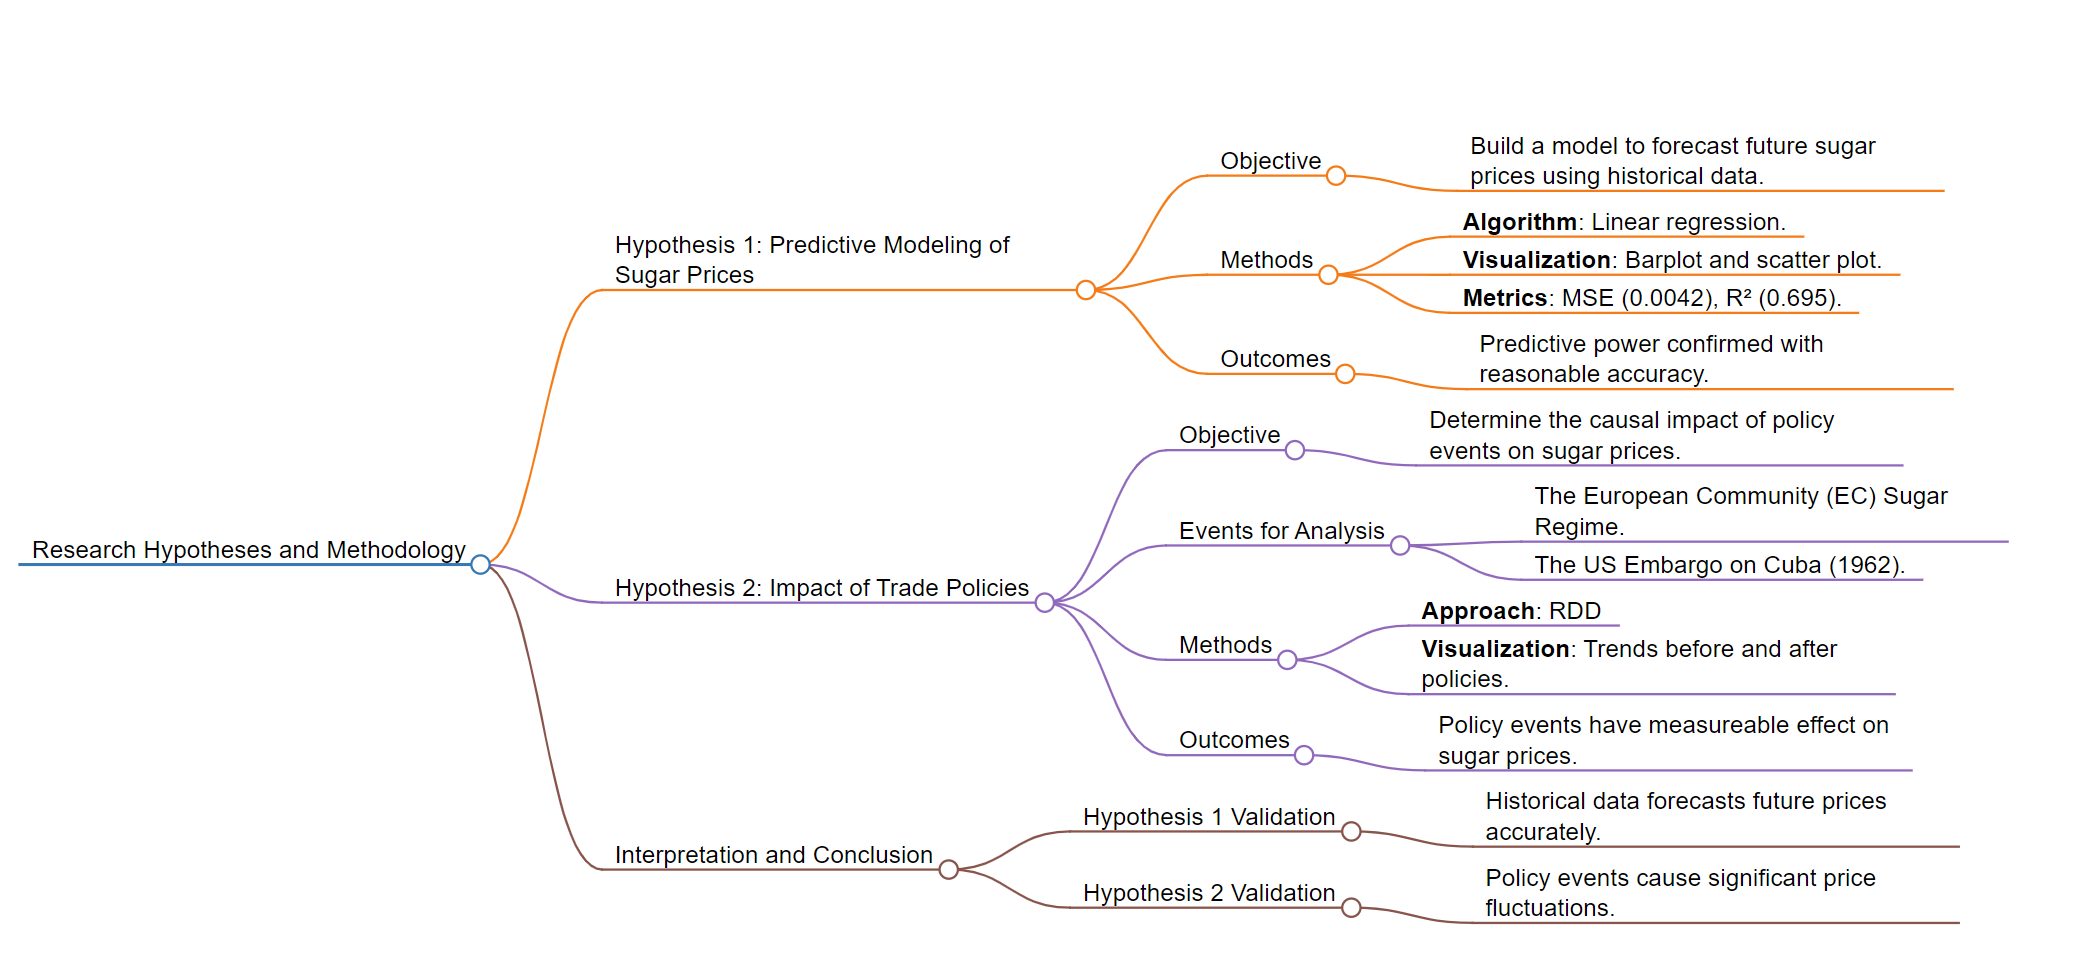 Research Hypotheses and Methodology
Hypothesis 1: Predictive Modeling of
Sugar Prices
Objective
Build a model to forecast future sugar
prices using historical data.
Methods
Algorithm: Linear regression.
Visualization: Barplot and scatter plot.
Metrics: MSE (0.0042), R² (0.695).
Outcomes
Predictive power confirmed with
reasonable accuracy.
Hypothesis 2: Impact of Trade Policies
Objective
Determine the causal impact of policy
events on sugar prices.
Events for Analysis
The European Community (EC) Sugar
Regime.
The US Embargo on Cuba (1962).
Methods
Approach: RDD
Visualization: Trends before and after
policies.
Outcomes
Policy events have measureable effect on
sugar prices.
Interpretation and Conclusion
Hypothesis 1 Validation
Historical data forecasts future prices
accurately.
Hypothesis 2 Validation
Policy events cause significant price
fluctuations.